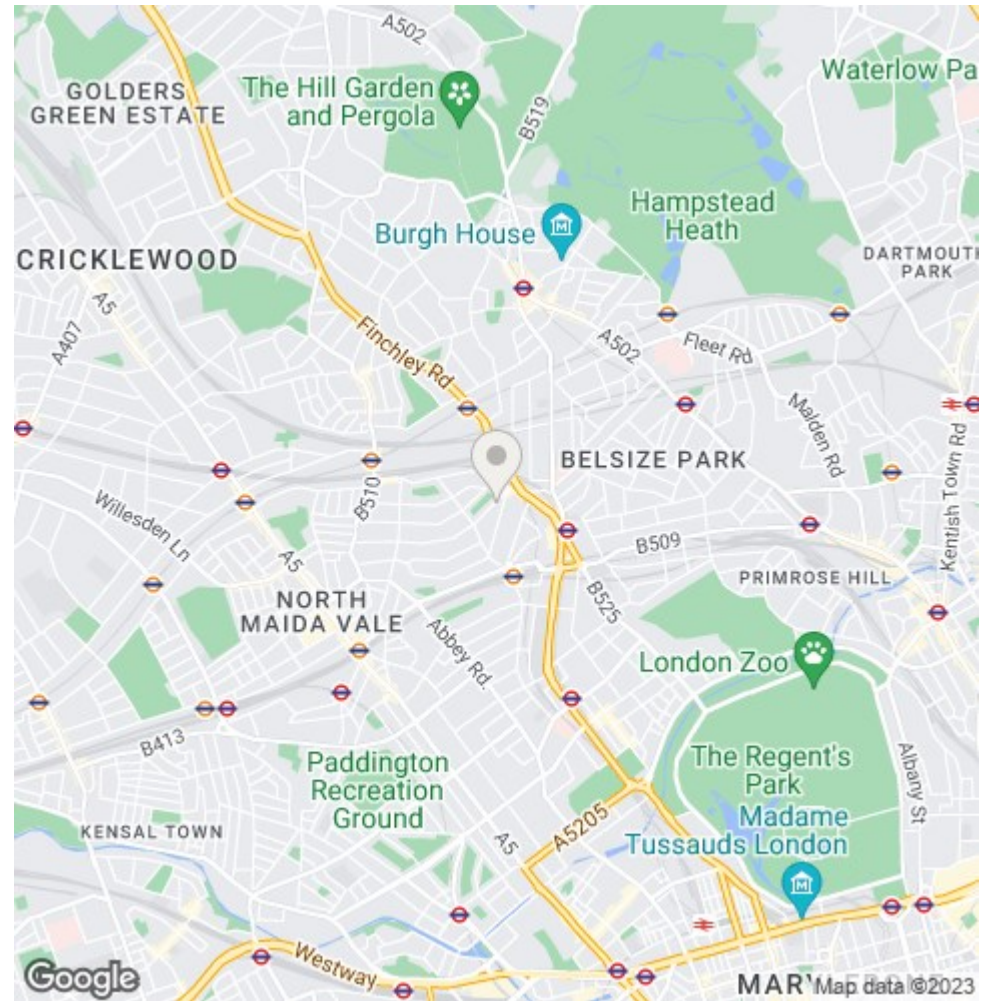 A502
GOLDERS
GREEN ESTATE
The Hill Garden
and Pergola
B519
Waterlow Pa
Hampstead
Heath
Burgh House
CRICKLEWOOD
DARTMOUTH
PARK
A5
A407
Finchley Rd
A502
Fleet Rd
Malden Rd
Kentish Town Rd
BELSIZE PARK
B510
Willesden Ln
A5
B509
PRIMROSE HILL
NORTH
MAIDA VALE
B525
Abbey Rd.
London Zoo
B413
Paddington
Recreation
Ground
The Regent's
Park
Albany St
Madame
Tussauds London
KENSAL TOWN
A5
A5205
Westway
Google
Map data ©2023